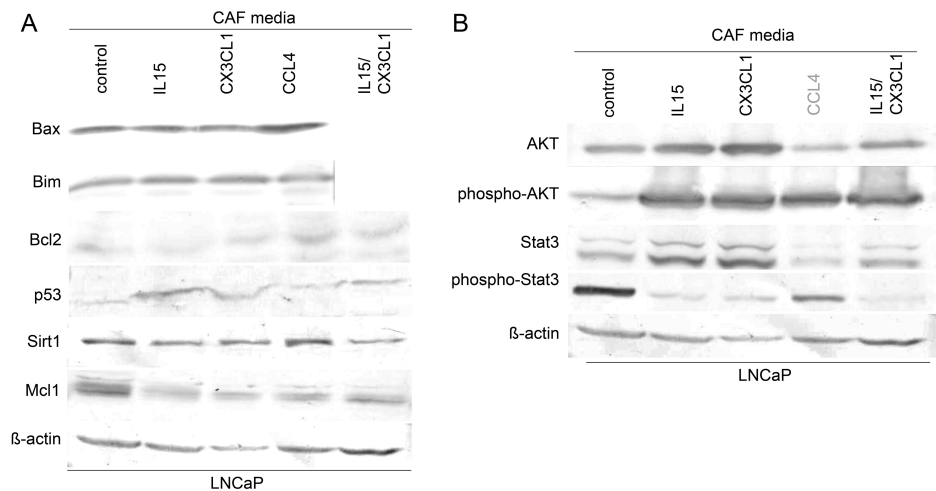 A
CAF media
control
IL15
CX3CL1
CCL4
IL15/
CX3CL1
Bax
Bim
Bcl2
p53
Sirt1
Mcl1
ß-actin
LNCaP
B
CAF media
control
IL15
CX3CL1
CCL4
IL15/
CX3CL1
AKT
phospho-AKT
Stat3
phospho-Stat3
ß-actin
LNCaP